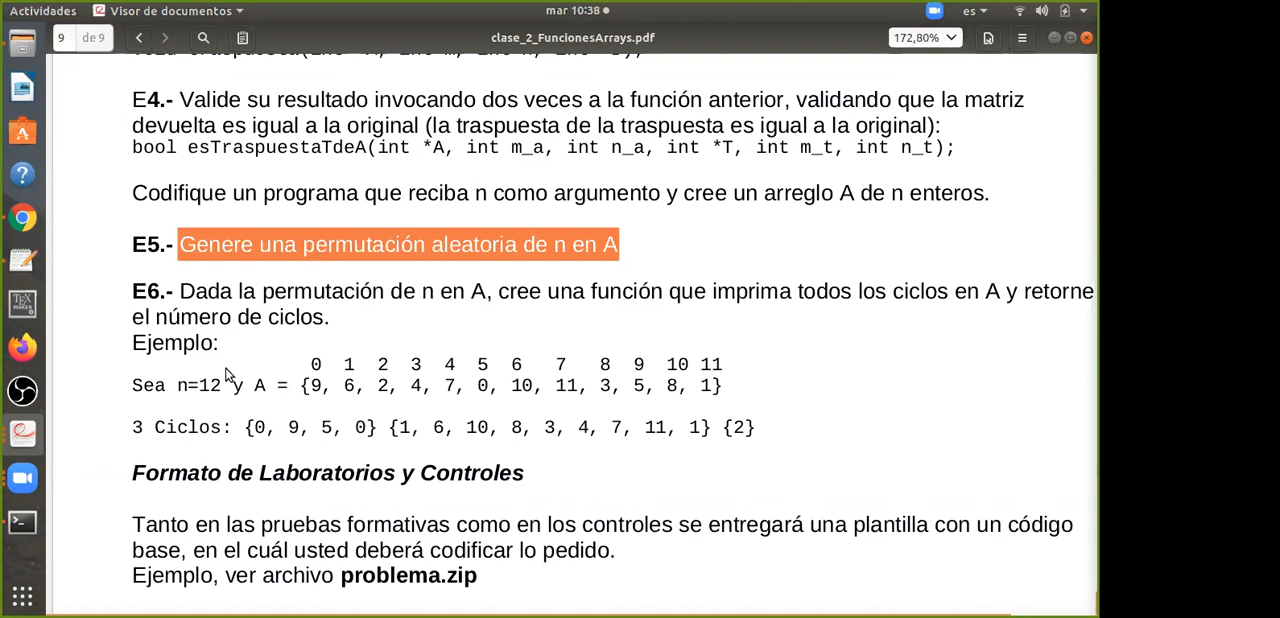 Actividades Visor de documentos mar 10:38 es
9 de 9 clase_2_FuncionesArrays.pdf 172,80%
E4.- Valide su resultado invocando dos veces a la función anterior, validando que la matriz
devuelta es igual a la original (la traspuesta de la traspuesta es igual a la original):
bool esTraspuestaTdeA(int *A, int m_a, int n_a, int *T, int m_t, int n_t);
Codifique un programa que reciba n como argumento y cree un arreglo A de n enteros.
E5.- Genere una permutación aleatoria de n en A
E6.- Dada la permutación de n en A, cree una función que imprima todos los ciclos en A y retorne
el número de ciclos.
Ejemplo:
0 1 2 3 4 5 6 7 8 9 10 11
Sea n=12 y A = {9, 6, 2, 4, 7, 0, 10, 11, 3, 5, 8, 1}
3 Ciclos: {0, 9, 5, 0} {1, 6, 10, 8, 3, 4, 7, 11, 1} {2}
Formato de Laboratorios y Controles
Tanto en las pruebas formativas como en los controles se entregará una plantilla con un código
base, en el cuál usted deberá codificar lo pedido.
Ejemplo, ver archivo problema.zip